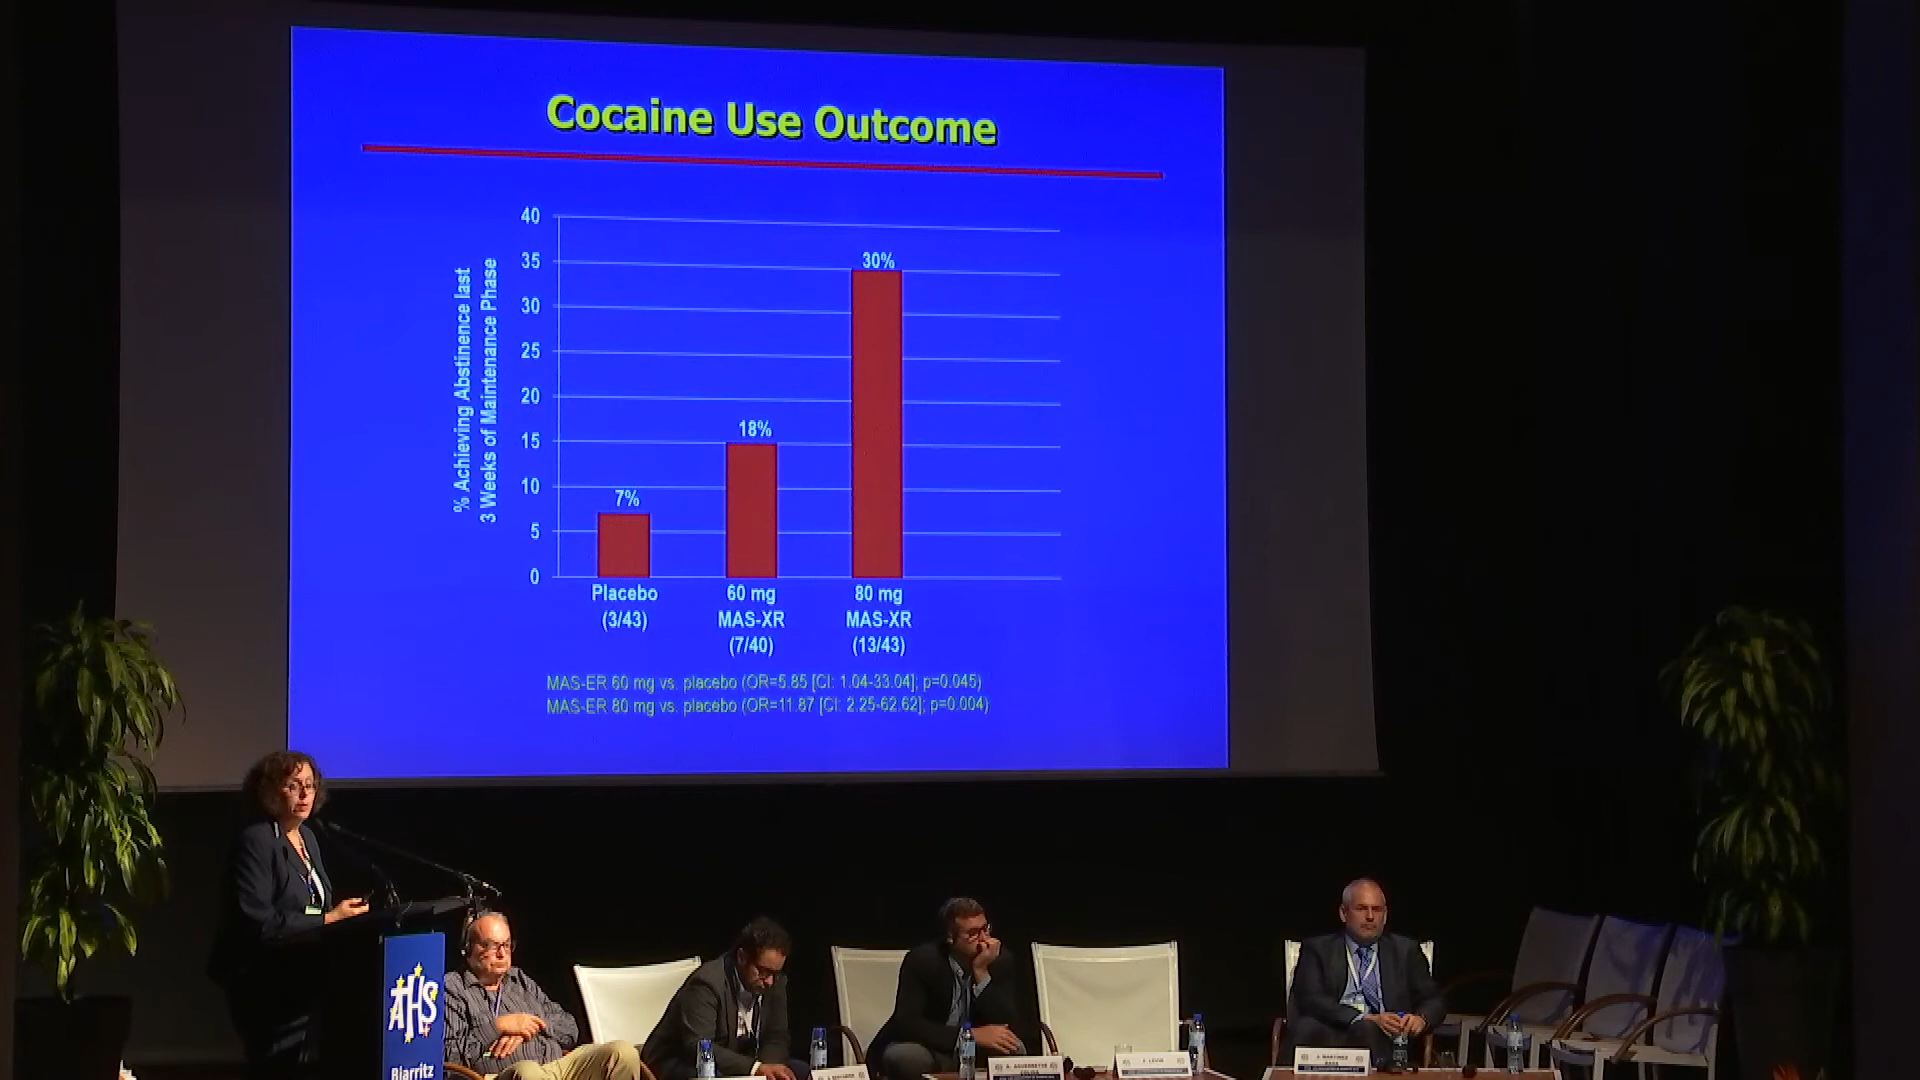 Cocaine Use Outcome
% Achieving Abstinence last
3 Weeks of Maintenance Phase
40
35
30
25
20
15
10
5
0
7%
18%
30%
Placebo
(3/43)
60 mg
MAS-XR
(7/40)
80 mg
MAS-XR
(13/43)
MAS-ER 60 mg vs. placebo (OR=5.85 [CI: 1.04-33.04]; p=0.045)
MAS-ER 80 mg vs. placebo (OR=11.87 [CI: 2.25-62.62]; p=0.004)
AHS
Biarritz
F. LEVIN